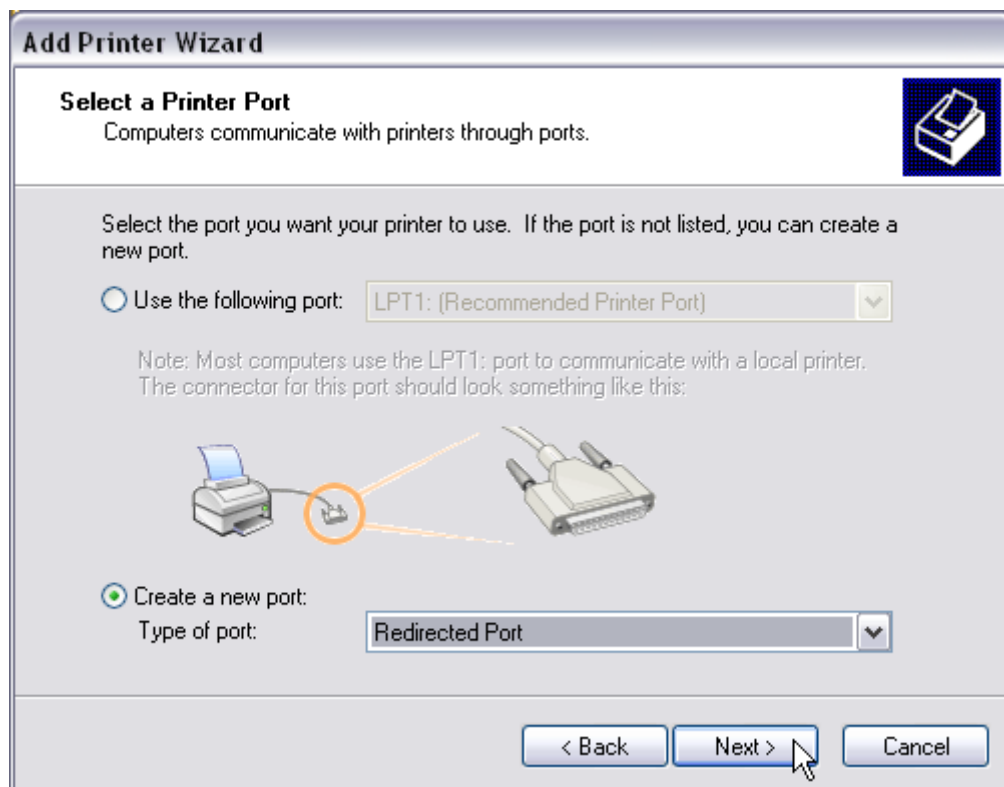 Add Printer Wizard
Select a Printer Port
Computers communicate with printers through ports.
Select the port you want your printer to use. If the port is not listed, you can create a
new port.
Use the following port: LPT1: (Recommended Printer Port)
Note: Most computers use the LPT1: port to communicate with a local printer.
The connector for this port should look something like this:
Create a new port:
Type of port: Redirected Port
< Back Next > Cancel